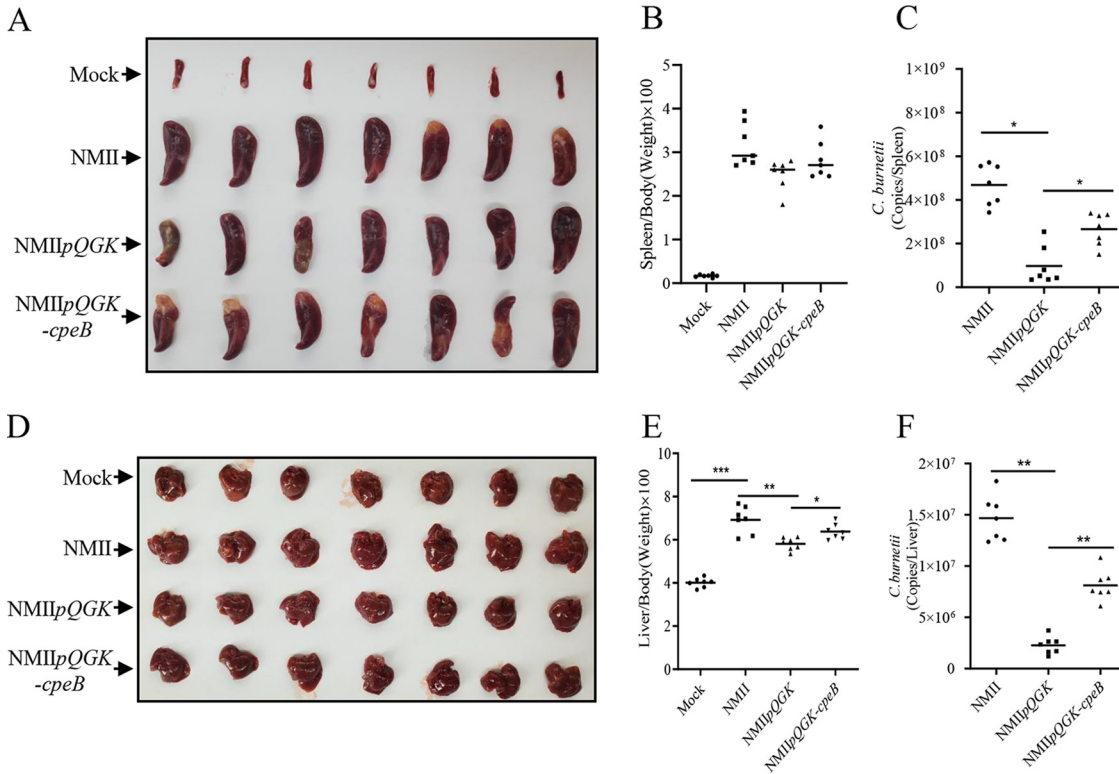 A
Mock
NMII
NMIIpQGK
NMIIpQGK
-cpeB
B
Spleen/Body(Weight)×100
5
4
3
2
1
0
Mock
NMII
NMIIpQGK
NMIIpQGK-cpeB
C
C. burnetii
(Copies/Spleen)
1×10⁹
8×10⁸
6×10⁸
4×10⁸
2×10⁸
0
*
*
NMII
NMIIpQGK
NMIIpQGK-cpeB
D
Mock
NMII
NMIIpQGK
NMIIpQGK
-cpeB
E
Liver/Body(Weight)×100
10
8
6
4
2
0
***
**
*
Mock
NMII
NMIIpQGK
NMIIpQGK-cpeB
F
C. burnetii
(Copies/Liver)
2×10⁷
1.5×10⁷
1×10⁷
5×10⁶
0
**
**
NMII
NMIIpQGK
NMIIpQGK-cpeB